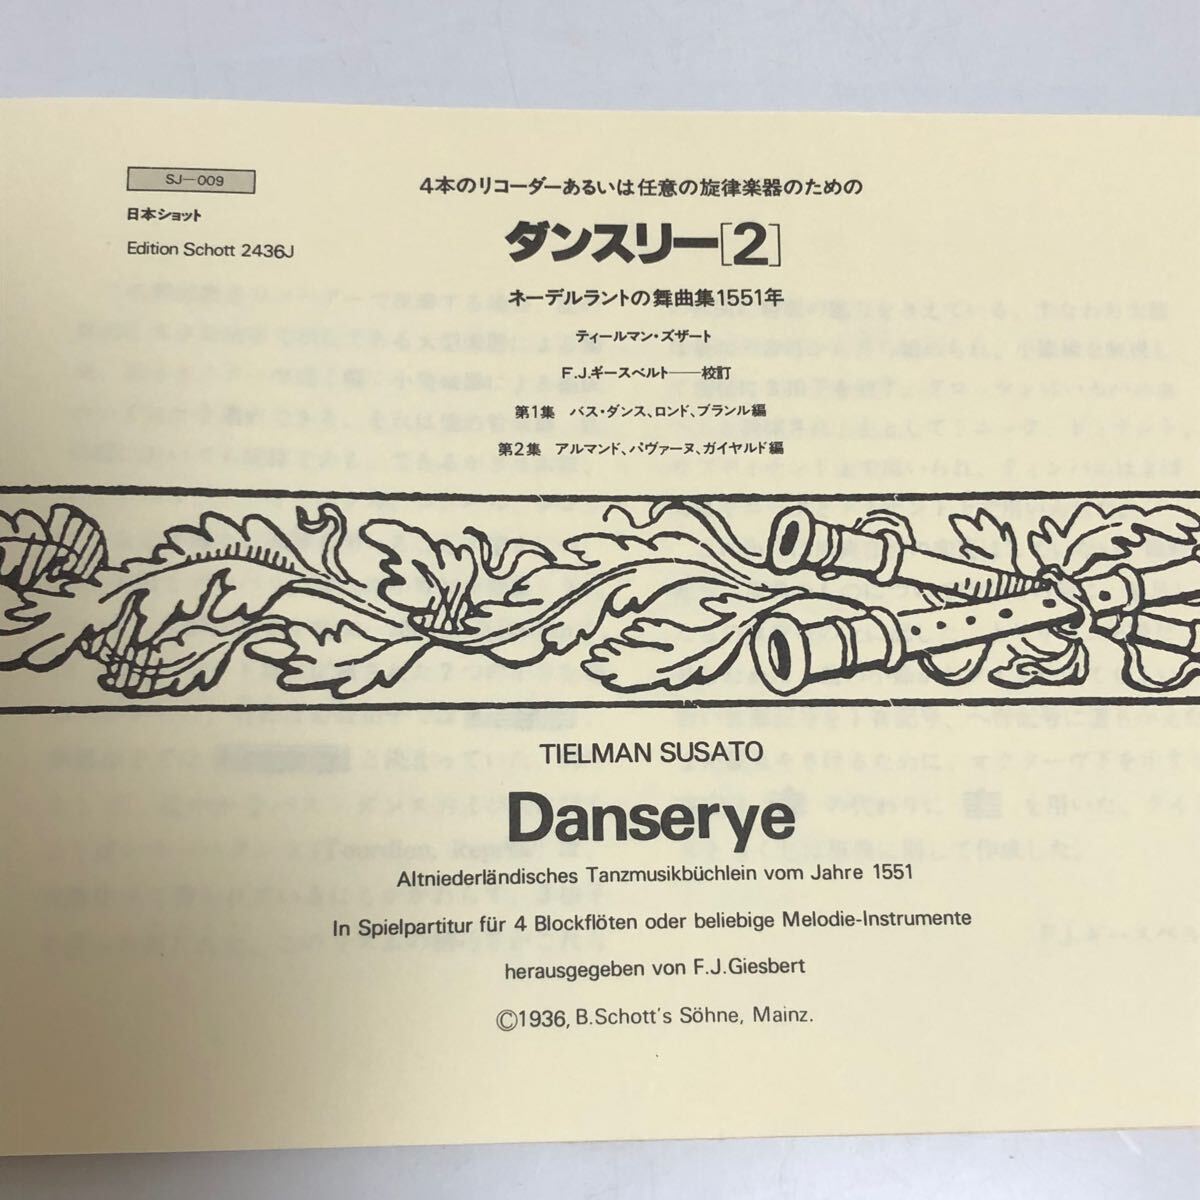 SJ—009
日本ショット
Edition Schott 2436J
4本のリコーダーあるいは任意の旋律楽器のための
ダンスリー[2]
ネーデルラントの舞曲集1551年
ティールマン・ズザート
F.J.ギースベルト——校訂
第1集 バス・ダンス、ロンド、ブランル編
第2集 アルマンド、パヴァーヌ、ガイヤルド編
TIELMAN SUSATO
Danserye
Altniederländisches Tanzmusikbüchlein vom Jahre 1551
In Spielpartitur für 4 Blockflöten oder beliebige Melodie-Instrumente
herausgegeben von F.J.Giesbert
©1936, B.Schott's Söhne, Mainz.